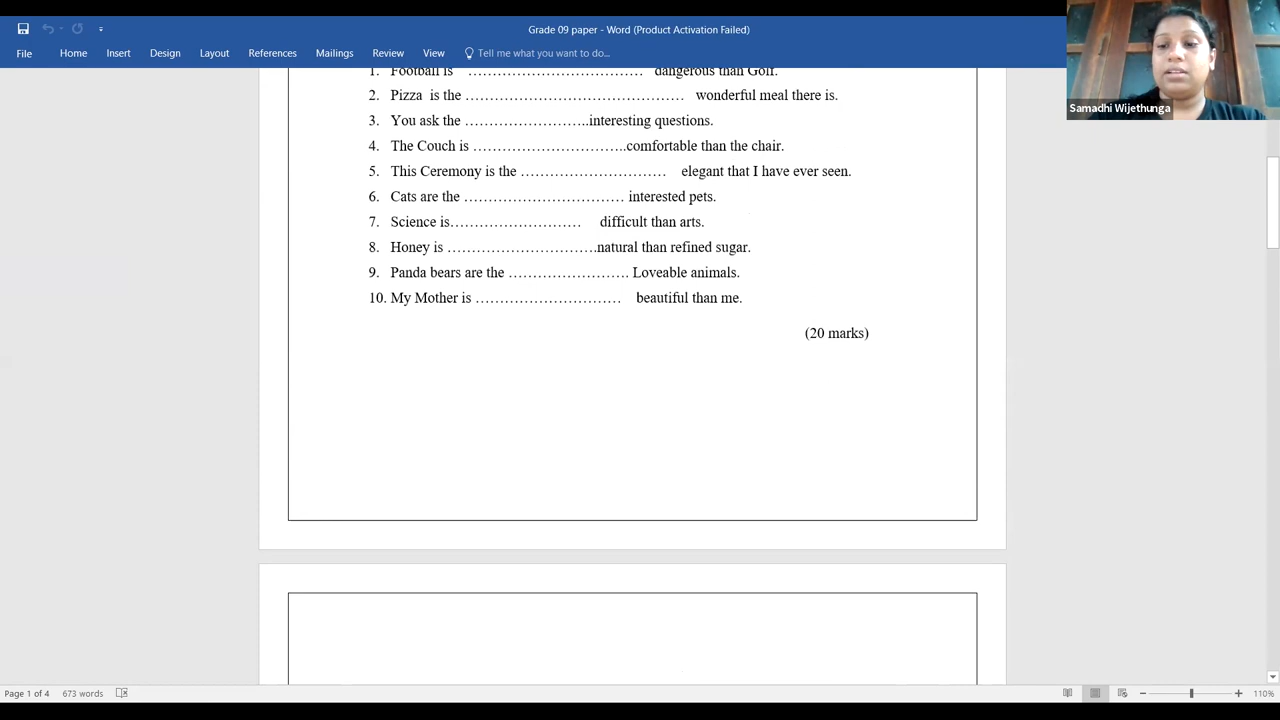 Grade 09 paper - Word (Product Activation Failed)
File Home Insert Design Layout References Mailings Review View Tell me what you want to do...
Samadhi Wijethunga
1. Football is ……………………………… dangerous than Golf.
2. Pizza is the ……………………………………… wonderful meal there is.
3. You ask the ……………………..interesting questions.
4. The Couch is …………………………..comfortable than the chair.
5. This Ceremony is the ………………………… elegant that I have ever seen.
6. Cats are the …………………………… interested pets.
7. Science is……………………… difficult than arts.
8. Honey is ………………………….natural than refined sugar.
9. Panda bears are the ……………………. Loveable animals.
10. My Mother is ………………………… beautiful than me.
(20 marks)
Page 1 of 4 673 words 110%